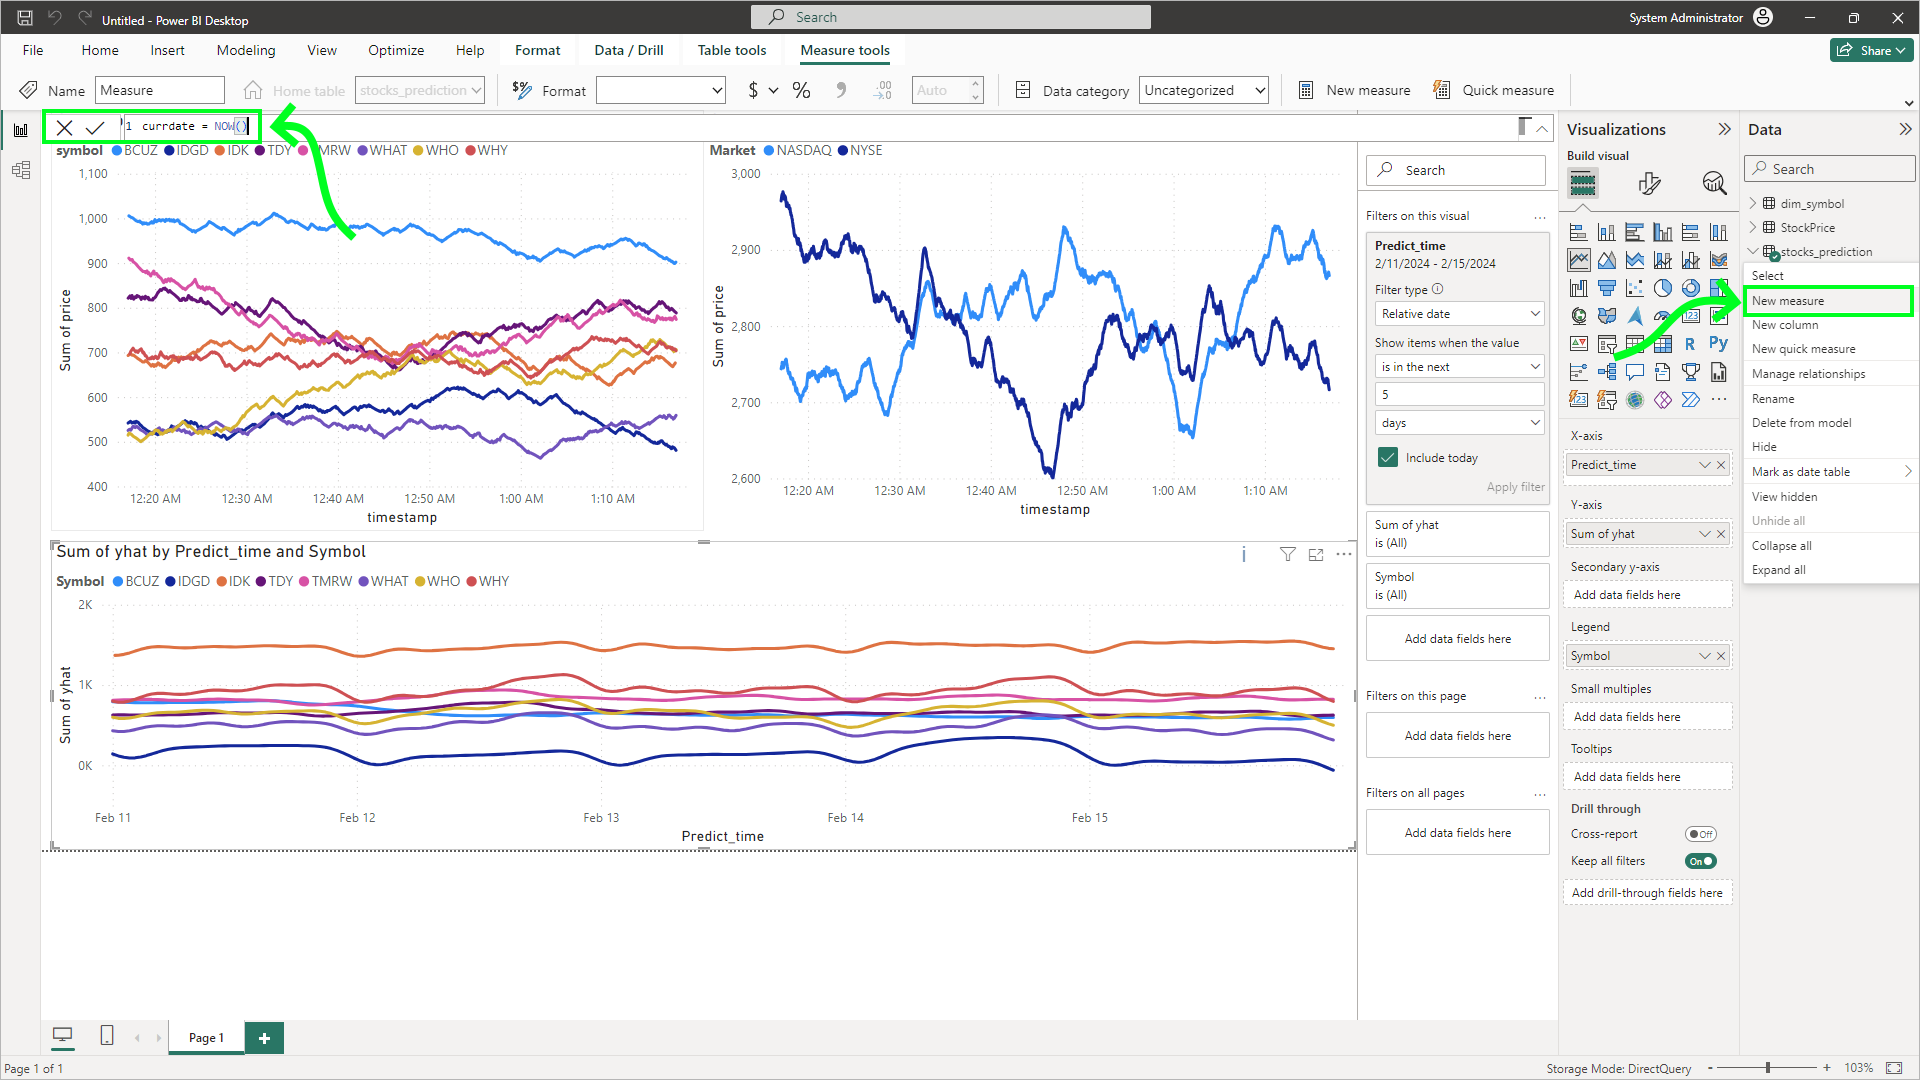 Untitled - Power BI Desktop
Search
System Administrator
File
Home
Insert
Modeling
View
Optimize
Help
Format
Data / Drill
Table tools
Measure tools
Share
Name
Measure
Home table
stocks_prediction
Format
$
%
.00
Auto
Data category
Uncategorized
New measure
Quick measure
1 currdate = NOW()
symbol BCUZ IDGD IDK TDY TMRW WHAT WHO WHY
1,100
1,000
900
800
700
600
500
400
Sum of price
12:20 AM
12:30 AM
12:40 AM
12:50 AM
1:00 AM
1:10 AM
timestamp
Market NASDAQ NYSE
3,000
2,900
2,800
2,700
2,600
Sum of price
12:20 AM
12:30 AM
12:40 AM
12:50 AM
1:00 AM
1:10 AM
timestamp
Sum of yhat by Predict_time and Symbol
Symbol BCUZ IDGD IDK TDY TMRW WHAT WHO WHY
2K
1K
0K
Sum of yhat
Feb 11
Feb 12
Feb 13
Feb 14
Feb 15
Predict_time
Search
Filters on this visual
Predict_time
2/11/2024 - 2/15/2024
Filter type
Relative date
Show items when the value
is in the next
5
days
Include today
Apply filter
Sum of yhat
is (All)
Symbol
is (All)
Add data fields here
Filters on this page
Add data fields here
Filters on all pages
Add data fields here
Visualizations
Build visual
123
R
Py
123
X-axis
Predict_time
Y-axis
Sum of yhat
Secondary y-axis
Add data fields here
Legend
Symbol
Small multiples
Add data fields here
Tooltips
Add data fields here
Drill through
Cross-report
Off
Keep all filters
On
Add drill-through fields here
Data
Search
dim_symbol
StockPrice
stocks_prediction
Select
New measure
New column
New quick measure
Manage relationships
Rename
Delete from model
Hide
Mark as date table
View hidden
Unhide all
Collapse all
Expand all
Page 1
Page 1 of 1
Storage Mode: DirectQuery
- +
103%